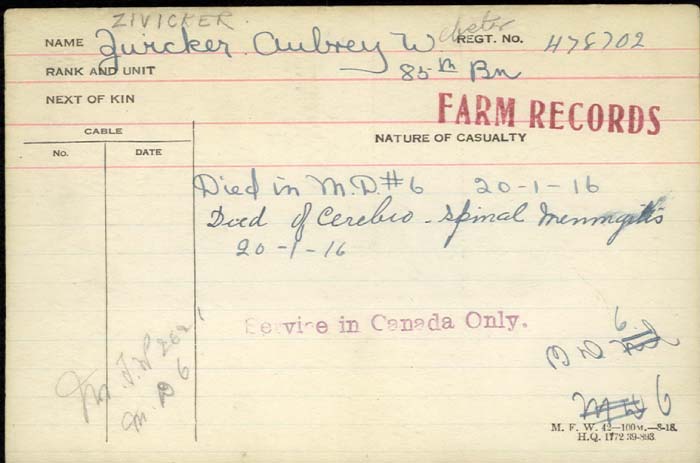 ZIVICKER
NAME Zwicker Aubrey W REGT. NO. 478702
RANK AND UNIT — 85th Bn
NEXT OF KIN
FARM RECORDS
CABLE
NATURE OF CASUALTY
No. DATE
Died in M.D.#6 20-1-16
Died of Cerebro-Spinal Meningitis
20-1-16
Service in Canada Only.
6
M D 6
6
M. F. W. 42—100M.—8-18.
H.Q. 1772 39-893.